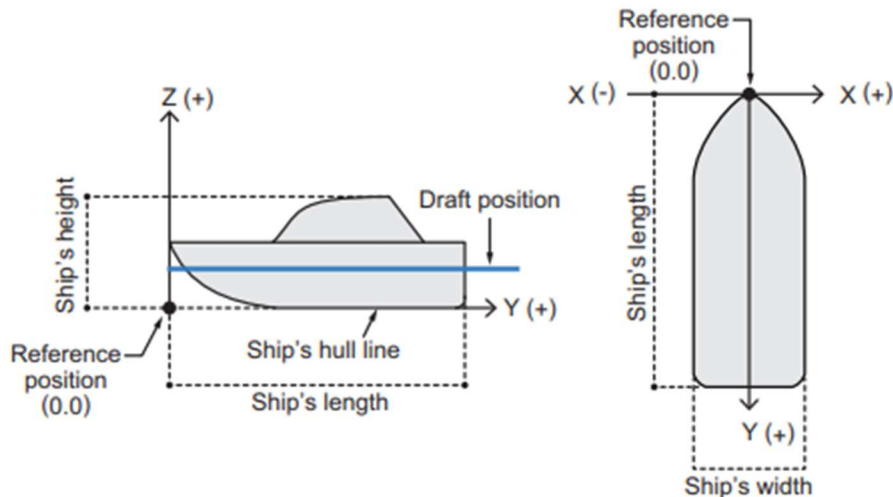 Z (+)
Ship's height
Draft position
Y (+)
Reference
position
(0.0)
Ship's hull line
Ship's length
Reference
position
(0.0)
X (-)
X (+)
Ship's length
Y (+)
Ship's width